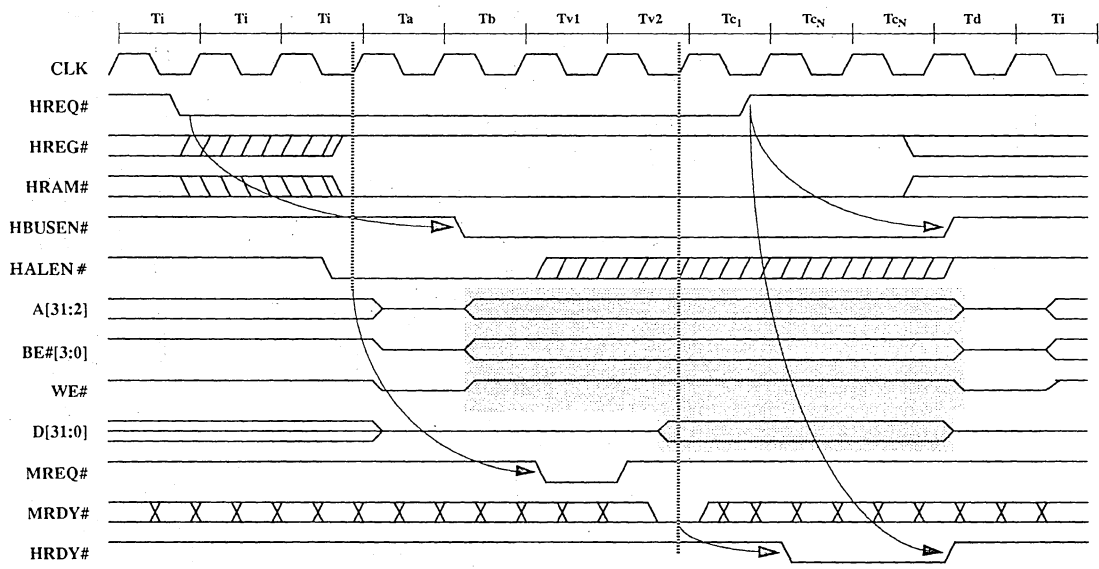 Ti Ti Ti Ta Tb Tv1 Tv2 Tc1 TcN TcN Td Ti
CLK
HREQ#
HREG#
HRAM#
HBUSEN#
HALEN#
A[31:2]
BE#[3:0]
WE#
D[31:0]
MREQ#
MRDY#
HRDY#